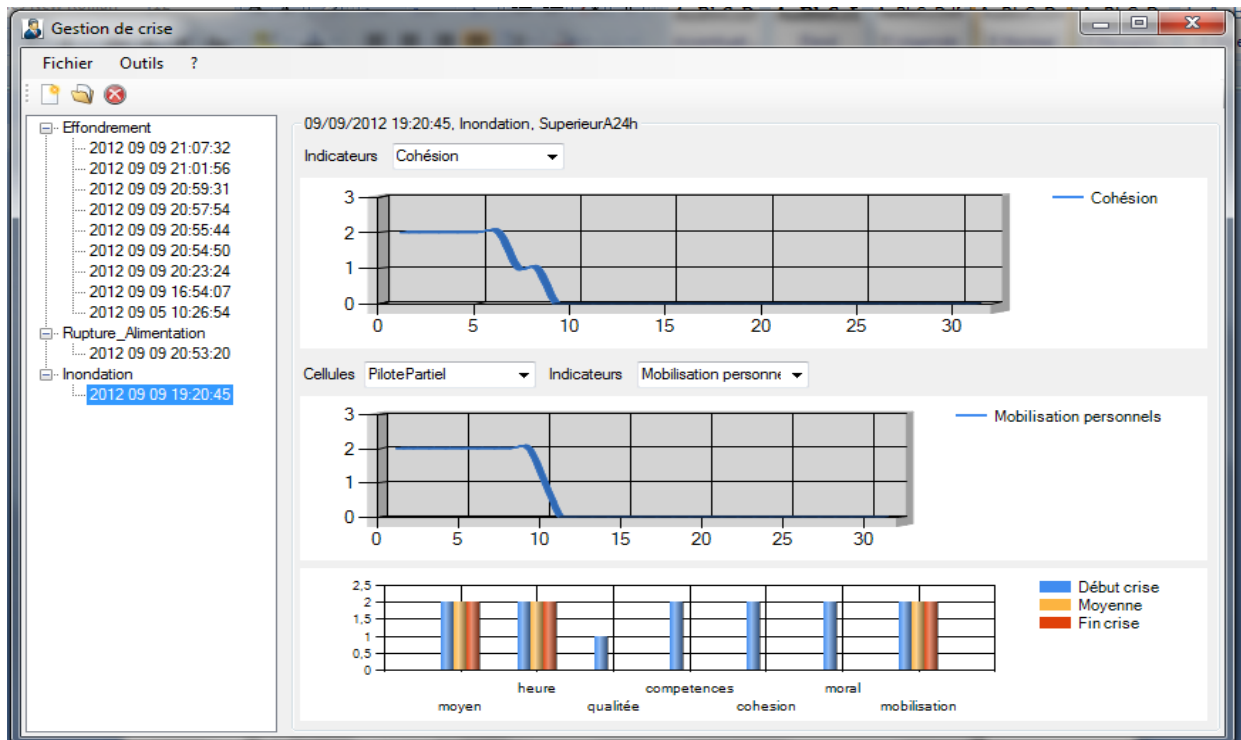 Gestion de crise
Fichier Outils ?
Effondrement
2012 09 09 21:07:32
2012 09 09 21:01:56
2012 09 09 20:59:31
2012 09 09 20:57:54
2012 09 09 20:55:44
2012 09 09 20:54:50
2012 09 09 20:23:24
2012 09 09 16:54:07
2012 09 05 10:26:54
Rupture_Alimentation
2012 09 09 20:53:20
Inondation
2012 09 09 19:20:45
09/09/2012 19:20:45, Inondation, SuperieurA24h
Indicateurs Cohésion
3
2
1
0
0 5 10 15 20 25 30
Cohésion
Cellules PilotePartiel Indicateurs Mobilisation personne
3
2
1
0
0 5 10 15 20 25 30
Mobilisation personnels
2,5
2
1,5
1
0,5
0
heure competences moral
moyen qualitée cohesion mobilisation
Début crise
Moyenne
Fin crise